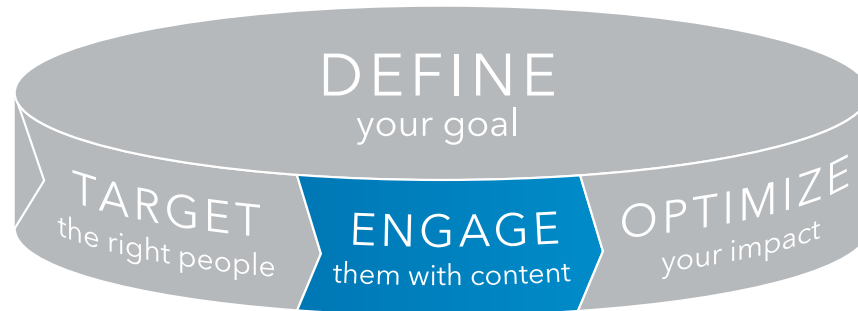 DEFINE
your goal
TARGET
the right people
ENGAGE
them with content
OPTIMIZE
your impact